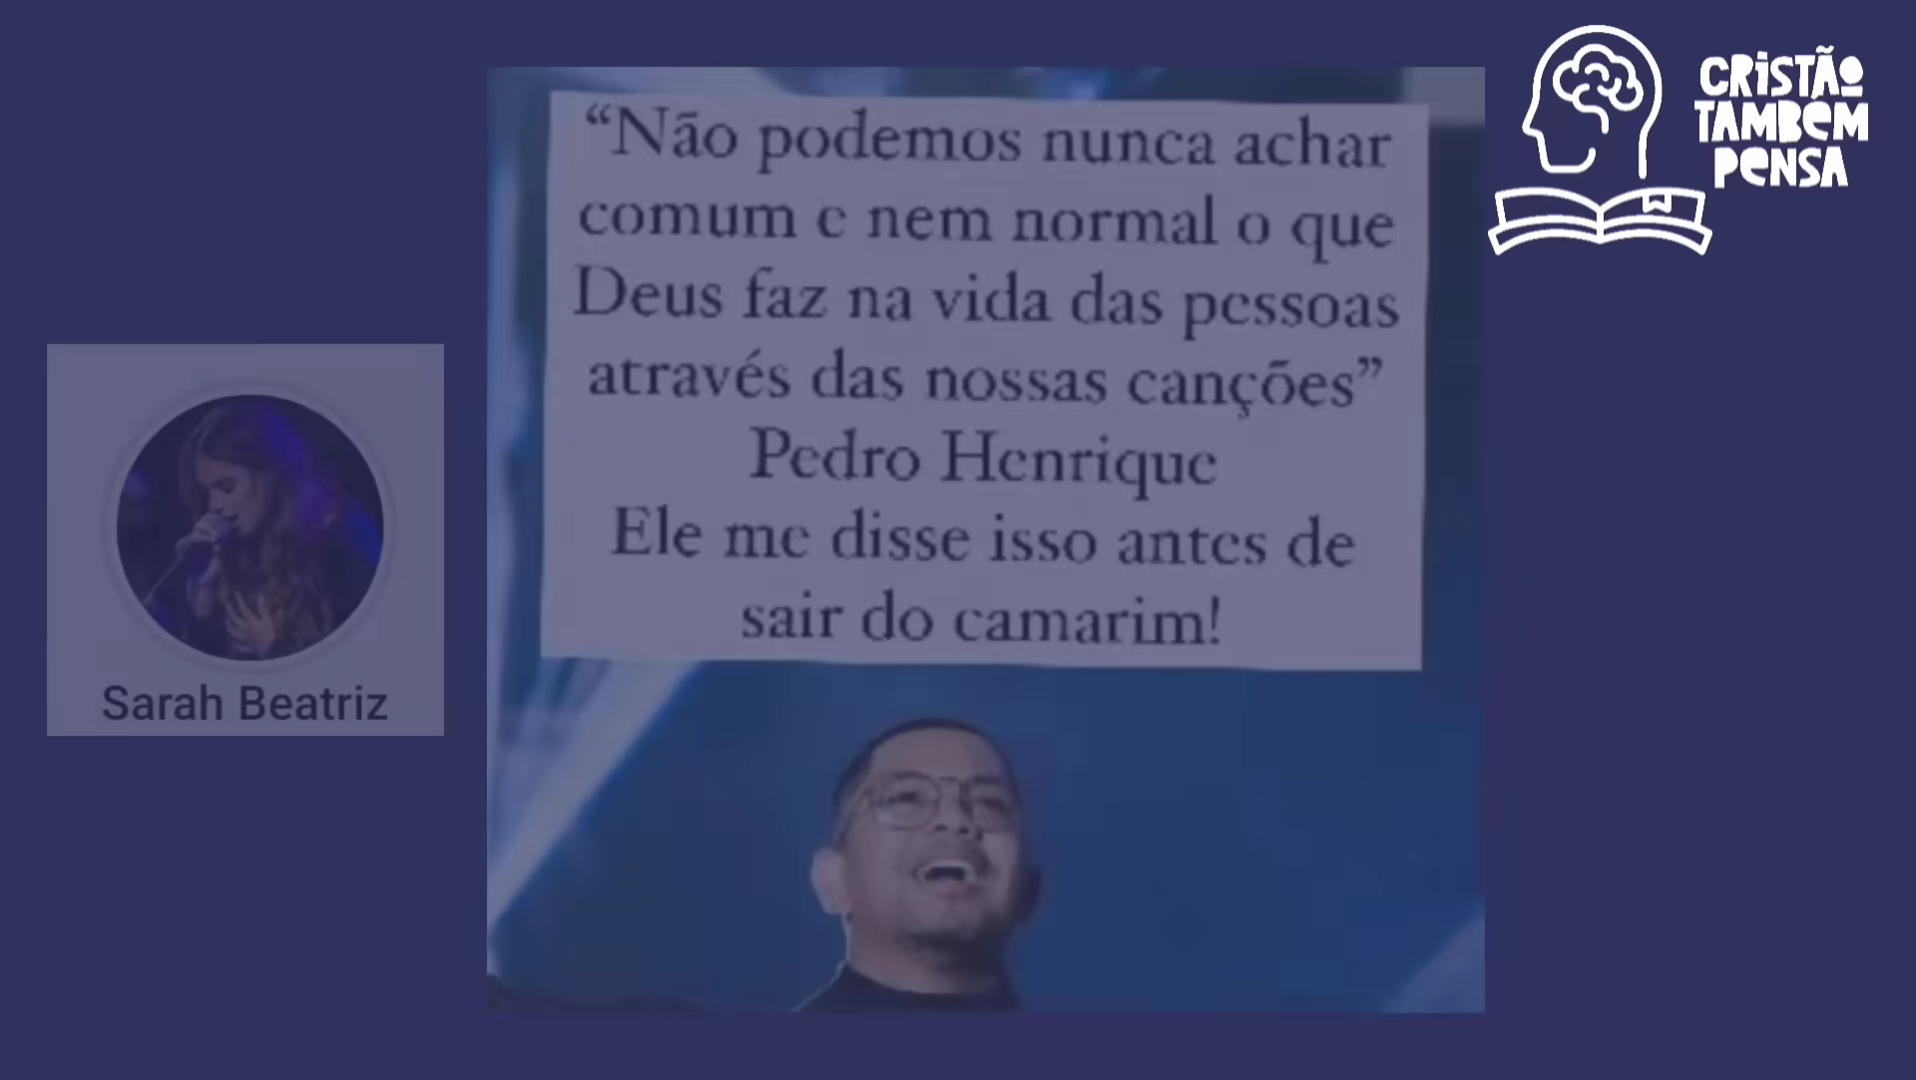 CRISTÃO
TAMBÉM
PENSA
“Não podemos nunca achar
comum e nem normal o que
Deus faz na vida das pessoas
através das nossas canções”
Pedro Henrique
Ele me disse isso antes de
sair do camarim!
Sarah Beatriz